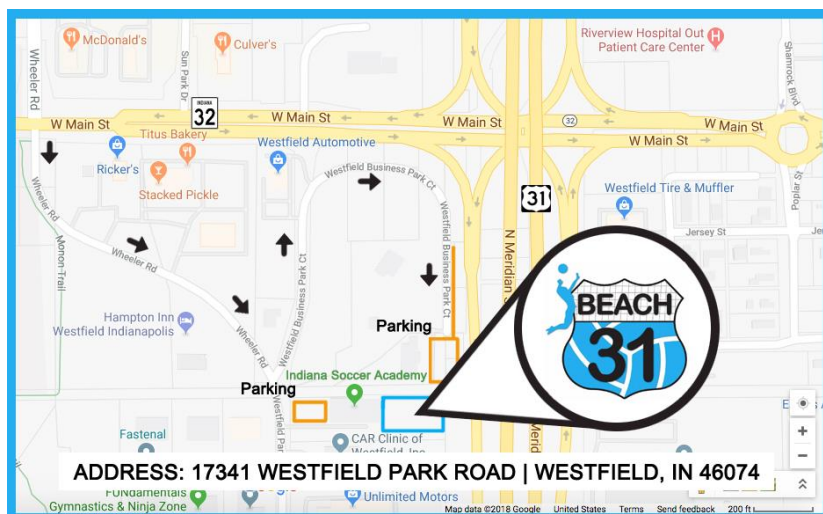 McDonald's
Culver's
Riverview Hospital Out
Patient Care Center
Wheeler Rd
Sun Park Dr
Shamrock Blvd
INDIANA
32
W Main St
W Main St
32
W Main St
W Main St
Titus Bakery
Westfield Automotive
Ricker's
Stacked Pickle
Westfield Business Park Ct
31
Westfield Tire & Muffler
Poplar St
Jersey St
Wheeler Rd
Monon-Trail
Wheeler Rd
Westfield Business Park Ct
Westfield Business Park Ct
N Meridian
BEACH
31
Hampton Inn
Westfield Indianapolis
Wheeler Rd
Parking
Indiana Soccer Academy
Parking
Fastenal
CAR Clinic of
Westfield, Inc
ADDRESS: 17341 WESTFIELD PARK ROAD | WESTFIELD, IN 46074
FUNdamentals
Gymnastics & Ninja Zone
Unlimited Motors
Map data ©2018 Google United States Terms Send feedback 200 ft